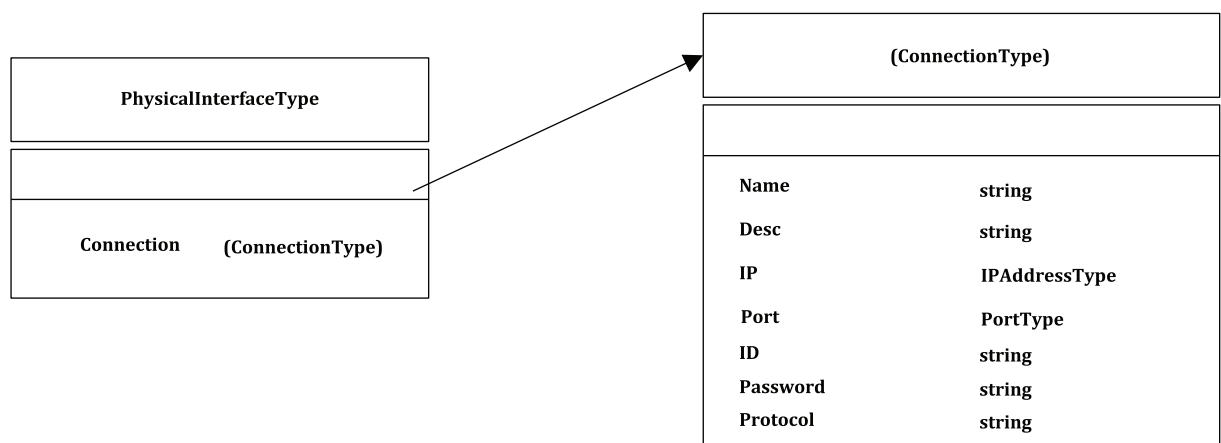 PhysicalInterfaceType
Connection (ConnectionType)
(ConnectionType)
Name string
Desc string
IP IPAddressType
Port PortType
ID string
Password string
Protocol string